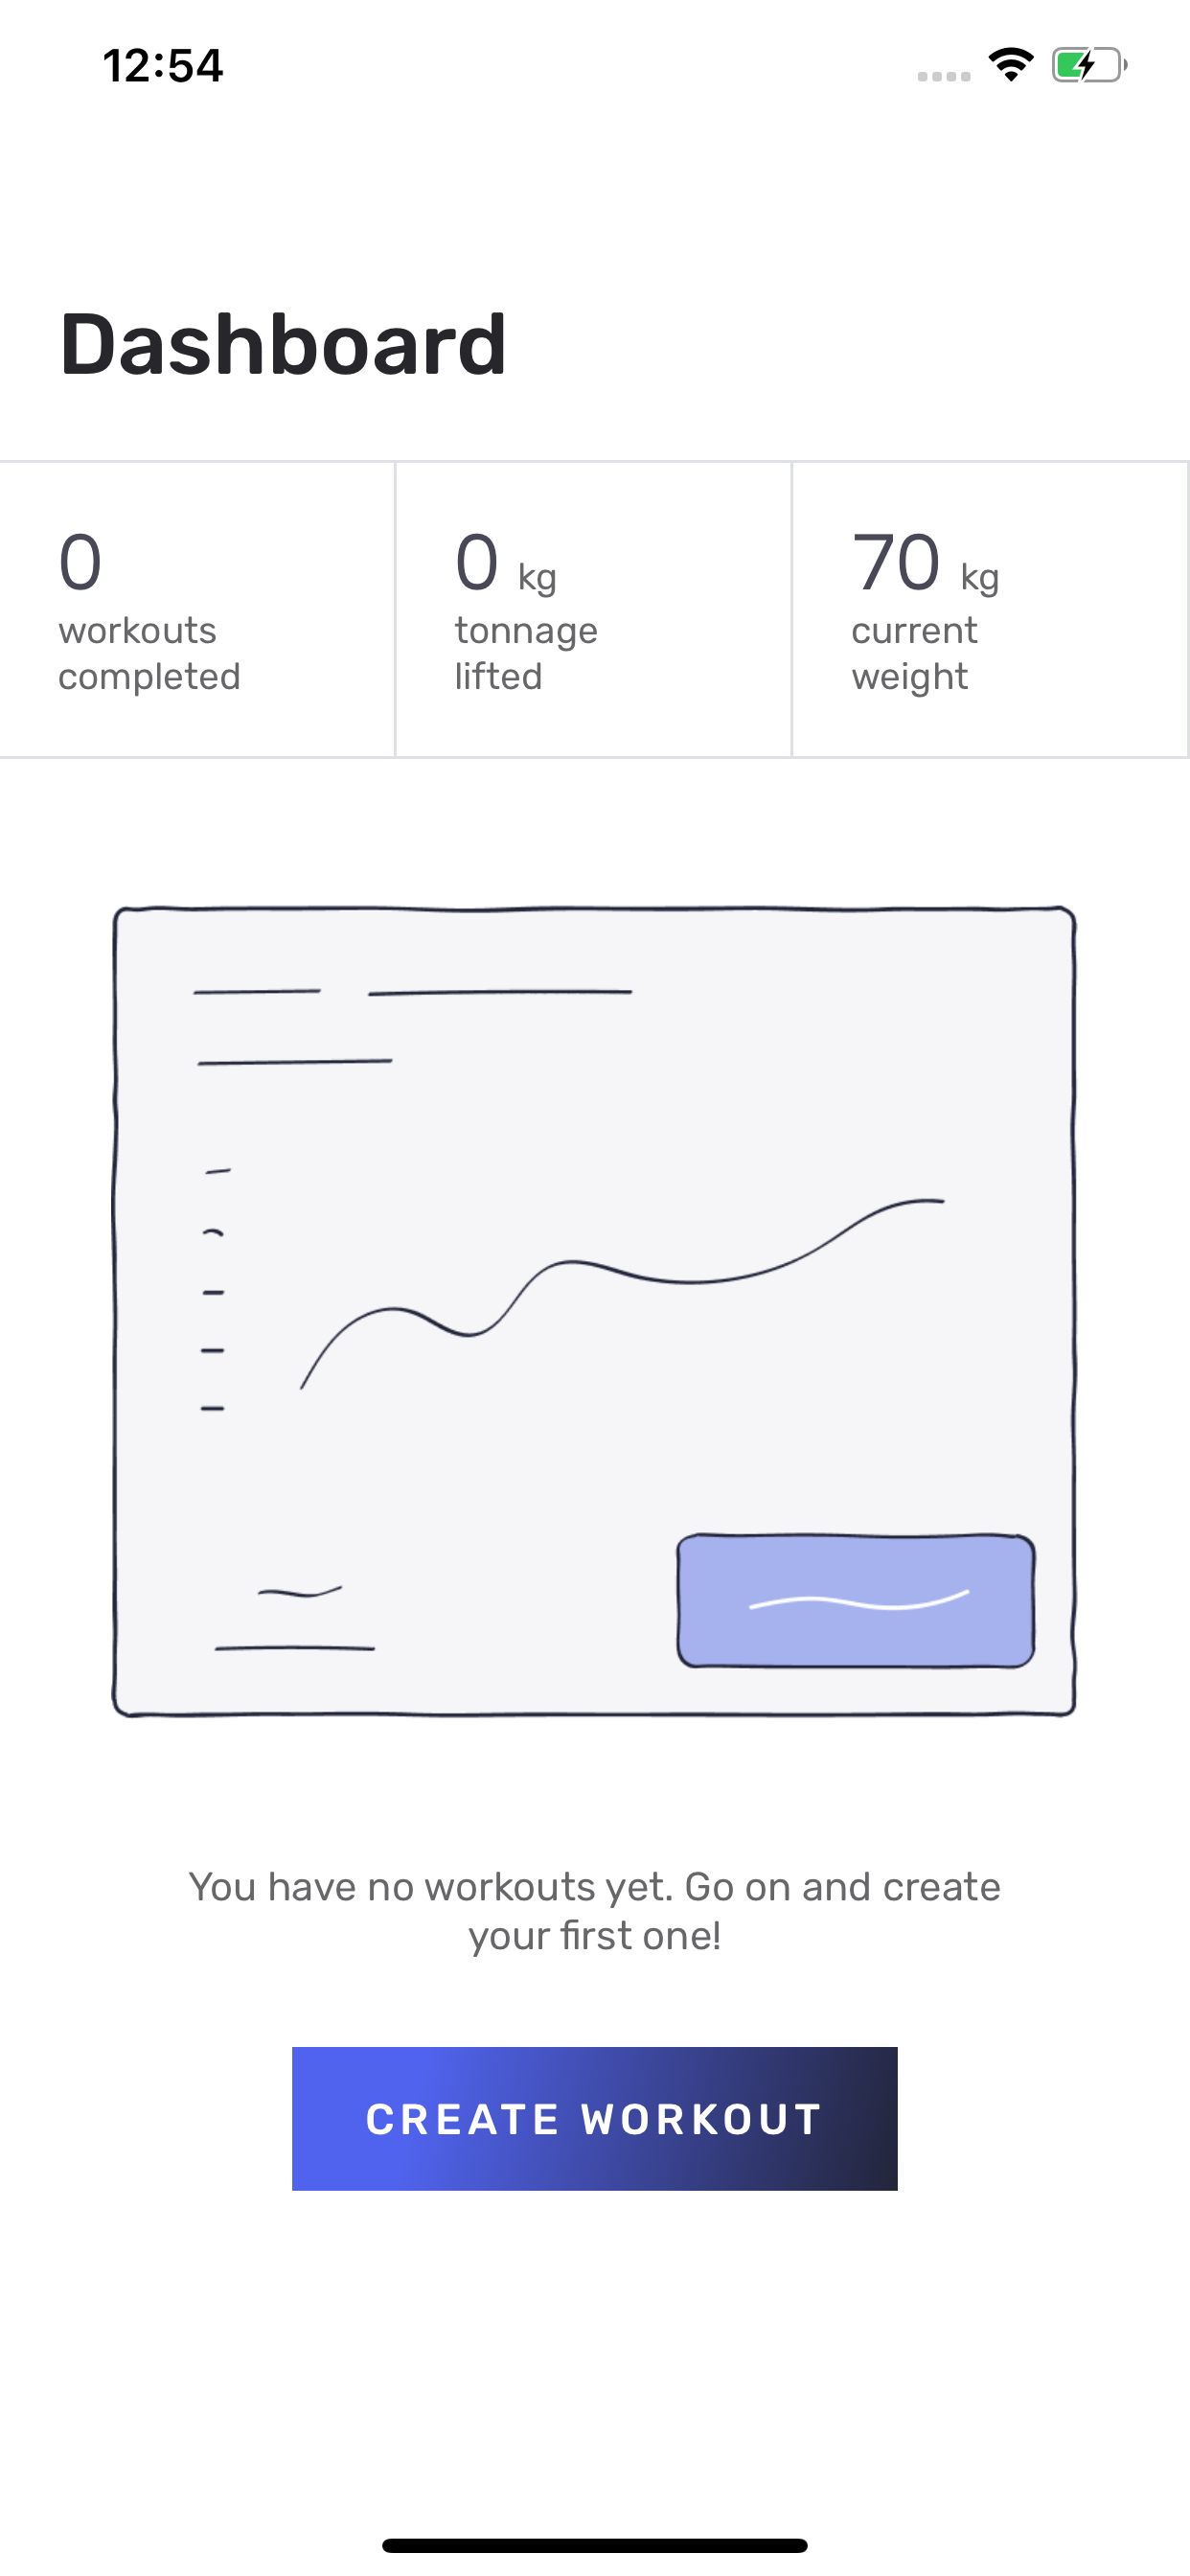 12:54
Dashboard
0
workouts
completed
0 kg
tonnage
lifted
70 kg
current
weight
You have no workouts yet. Go on and create
your first one!
CREATE WORKOUT